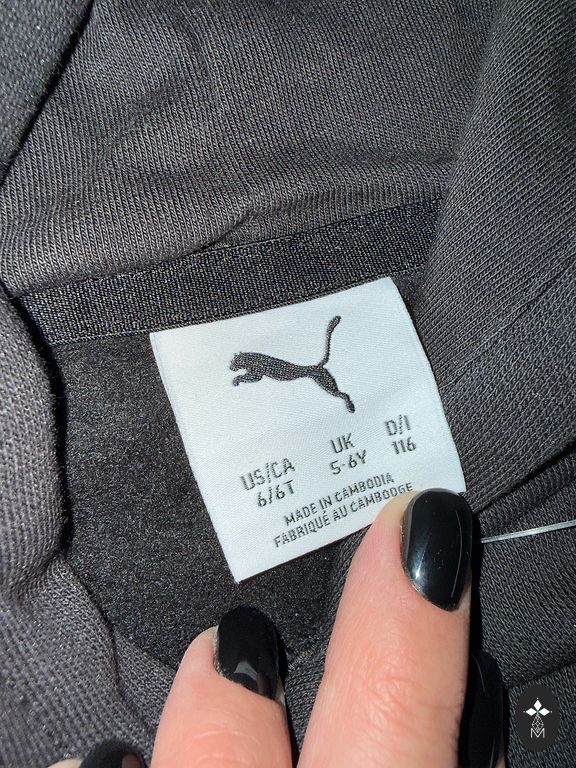 US/CA UK D/I
6/6T 5-6Y 116
MADE IN CAMBODIA
FABRIQUÉ AU CAMBODGE